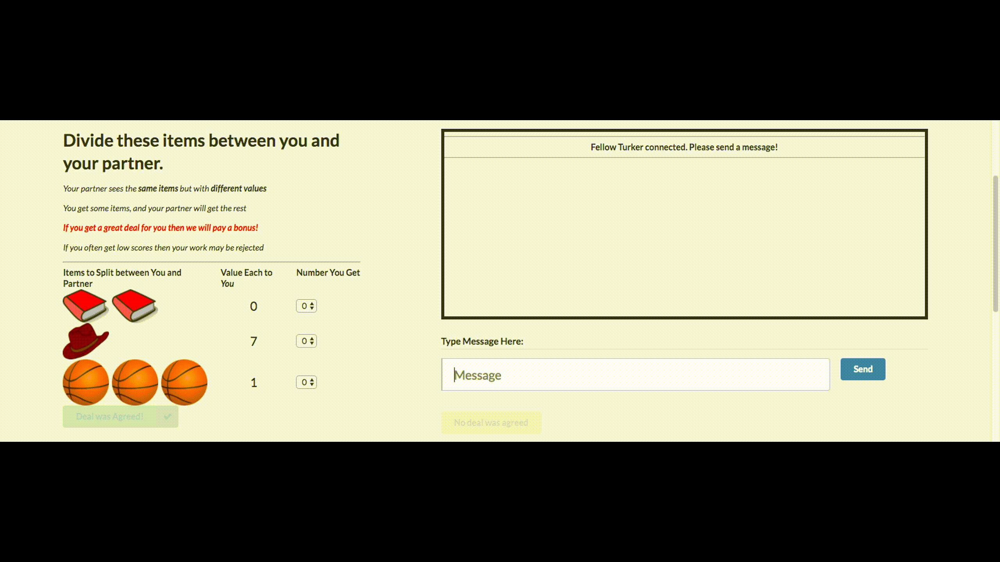 Divide these items between you and
your partner.
Your partner sees the same items but with different values
You get some items, and your partner will get the rest
If you get a great deal for you then we will pay a bonus!
If you often get low scores then your work may be rejected
Items to Split between You and
Partner
Value Each to
You
Number You Get
0
0
7
0
1
0
Deal was Agreed!
Fellow Turker connected. Please send a message!
Type Message Here:
Message
Send
No deal was agreed